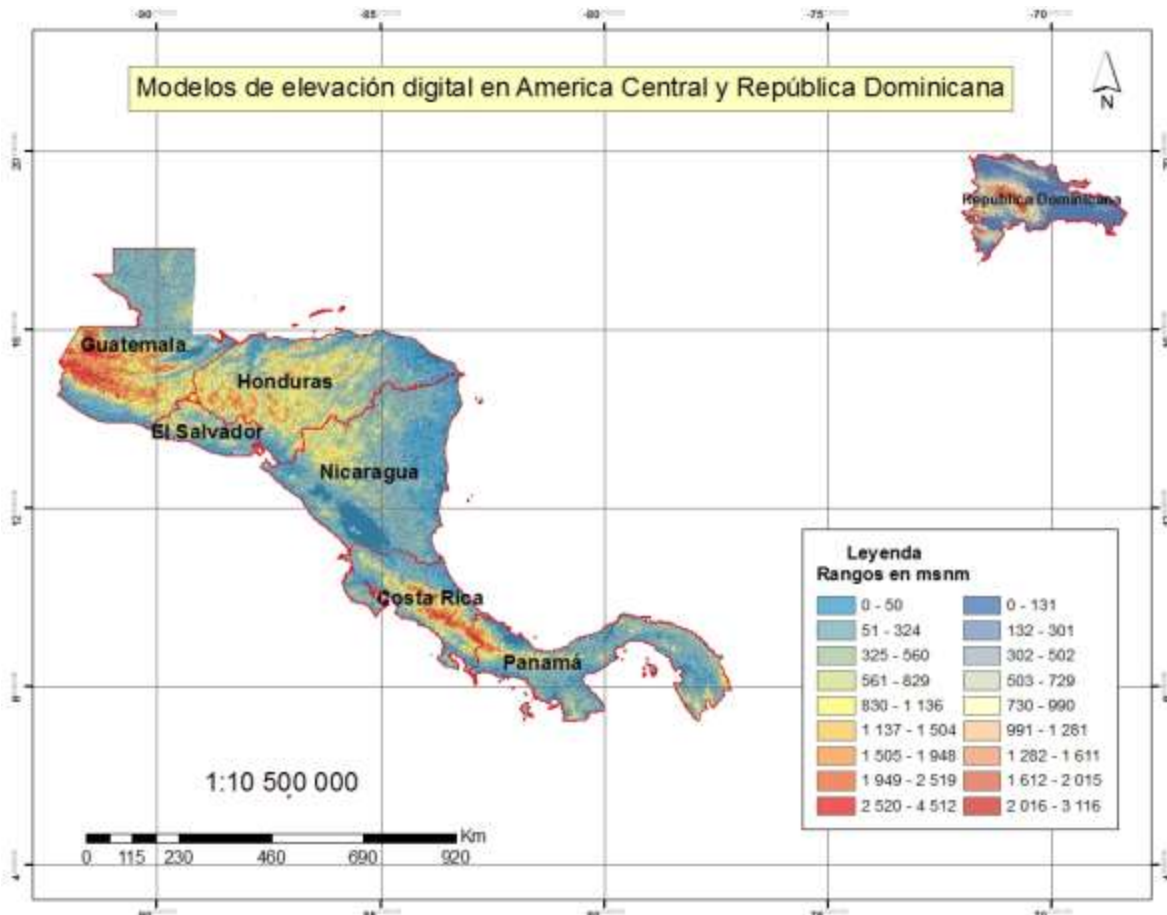 -90 -85 -80 -75 -70
Modelos de elevación digital en America Central y República Dominicana
N
20
República Dominicana
Guatemala
Honduras
El Salvador
Nicaragua
12
Costa Rica
Panamá
Leyenda
Rangos en msnm
0 - 50 0 - 131
51 - 324 132 - 301
325 - 560 302 - 502
561 - 829 503 - 729
830 - 1 136 730 - 990
1 137 - 1 504 991 - 1 281
1 505 - 1 948 1 282 - 1 611
1 949 - 2 519 1 612 - 2 015
2 520 - 4 512 2 016 - 3 116
8
1:10 500 000
Km
0 115 230 460 690 920
4